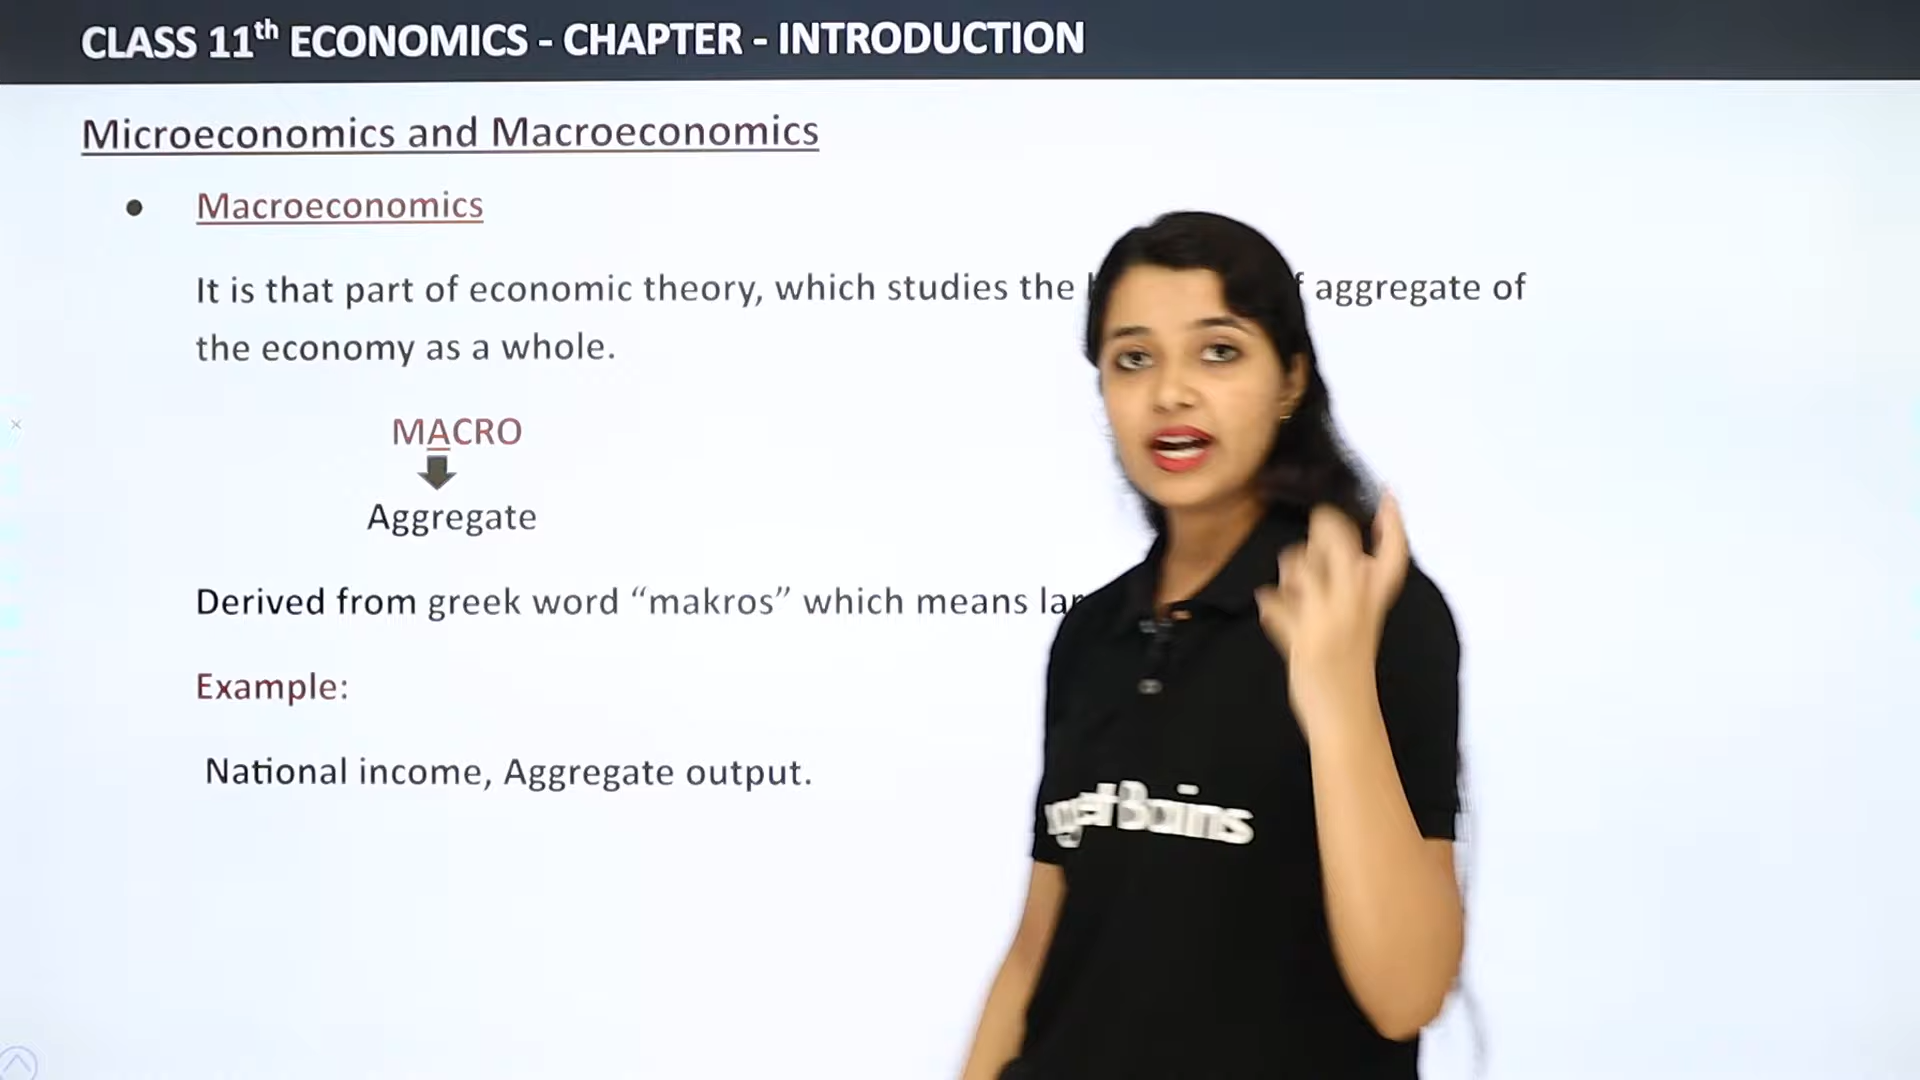 CLASS 11th ECONOMICS - CHAPTER - INTRODUCTION
Microeconomics and Macroeconomics
● Macroeconomics
It is that part of economic theory, which studies the aggregate of
the economy as a whole.
MACRO
Aggregate
Derived from greek word “makros” which means
Example:
National income, Aggregate output.